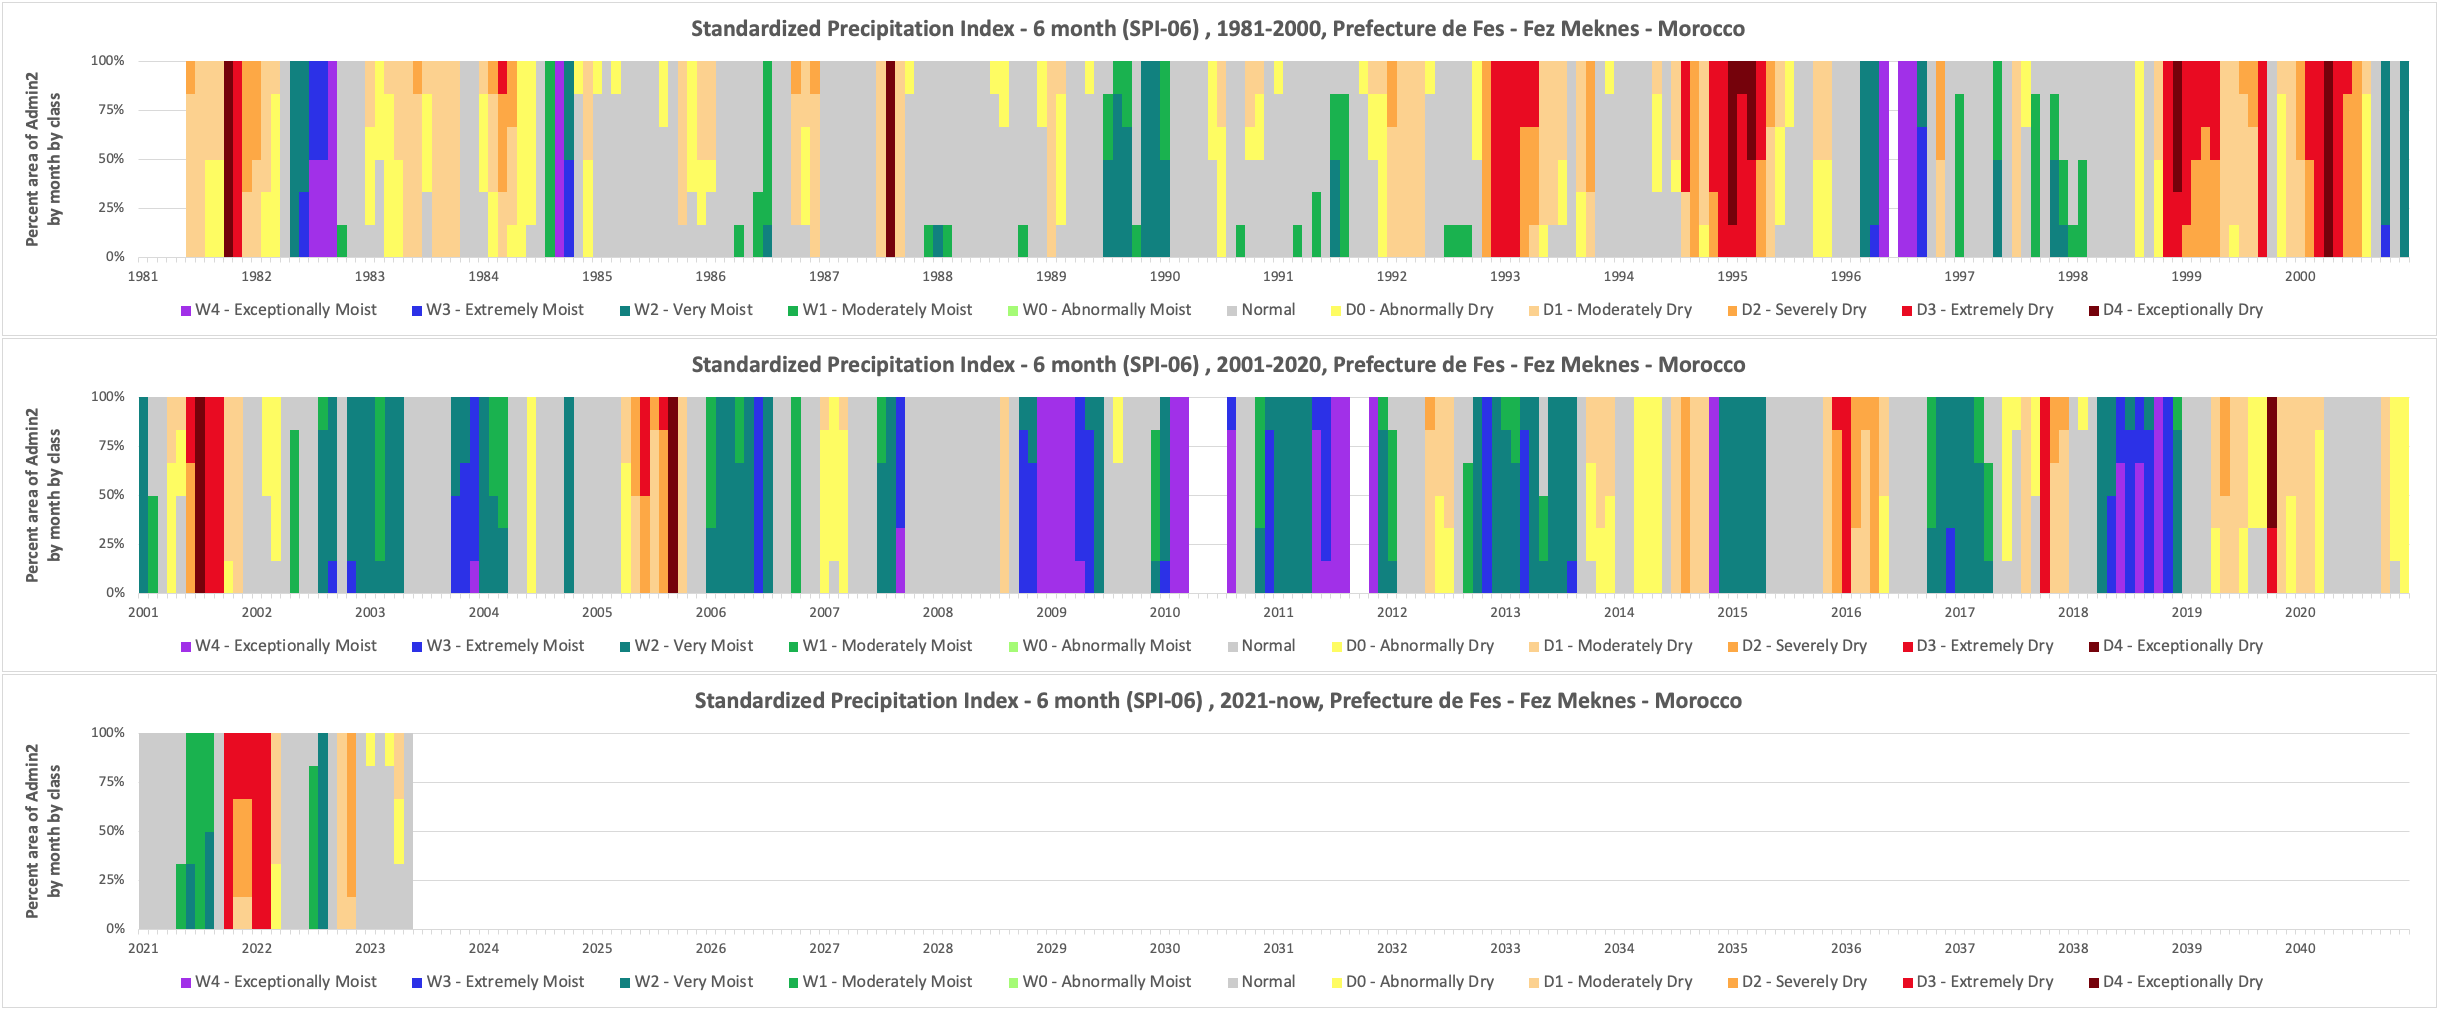 Standardized Precipitation Index - 6 month (SPI-06) , 1981-2000, Prefecture de Fes - Fez Meknes - Morocco
Percent area of Admin2
by month by class
100%
75%
50%
25%
0%
1981 1982 1983 1984 1985 1986 1987 1988 1989 1990 1991 1992 1993 1994 1995 1996 1997 1998 1999 2000
W4 - Exceptionally Moist W3 - Extremely Moist W2 - Very Moist W1 - Moderately Moist W0 - Abnormally Moist Normal D0 - Abnormally Dry D1 - Moderately Dry D2 - Severely Dry D3 - Extremely Dry D4 - Exceptionally Dry
Standardized Precipitation Index - 6 month (SPI-06) , 2001-2020, Prefecture de Fes - Fez Meknes - Morocco
Percent area of Admin2
by month by class
100%
75%
50%
25%
0%
2001 2002 2003 2004 2005 2006 2007 2008 2009 2010 2011 2012 2013 2014 2015 2016 2017 2018 2019 2020
W4 - Exceptionally Moist W3 - Extremely Moist W2 - Very Moist W1 - Moderately Moist W0 - Abnormally Moist Normal D0 - Abnormally Dry D1 - Moderately Dry D2 - Severely Dry D3 - Extremely Dry D4 - Exceptionally Dry
Standardized Precipitation Index - 6 month (SPI-06) , 2021-now, Prefecture de Fes - Fez Meknes - Morocco
Percent area of Admin2
by month by class
100%
75%
50%
25%
0%
2021 2022 2023 2024 2025 2026 2027 2028 2029 2030 2031 2032 2033 2034 2035 2036 2037 2038 2039 2040
W4 - Exceptionally Moist W3 - Extremely Moist W2 - Very Moist W1 - Moderately Moist W0 - Abnormally Moist Normal D0 - Abnormally Dry D1 - Moderately Dry D2 - Severely Dry D3 - Extremely Dry D4 - Exceptionally Dry